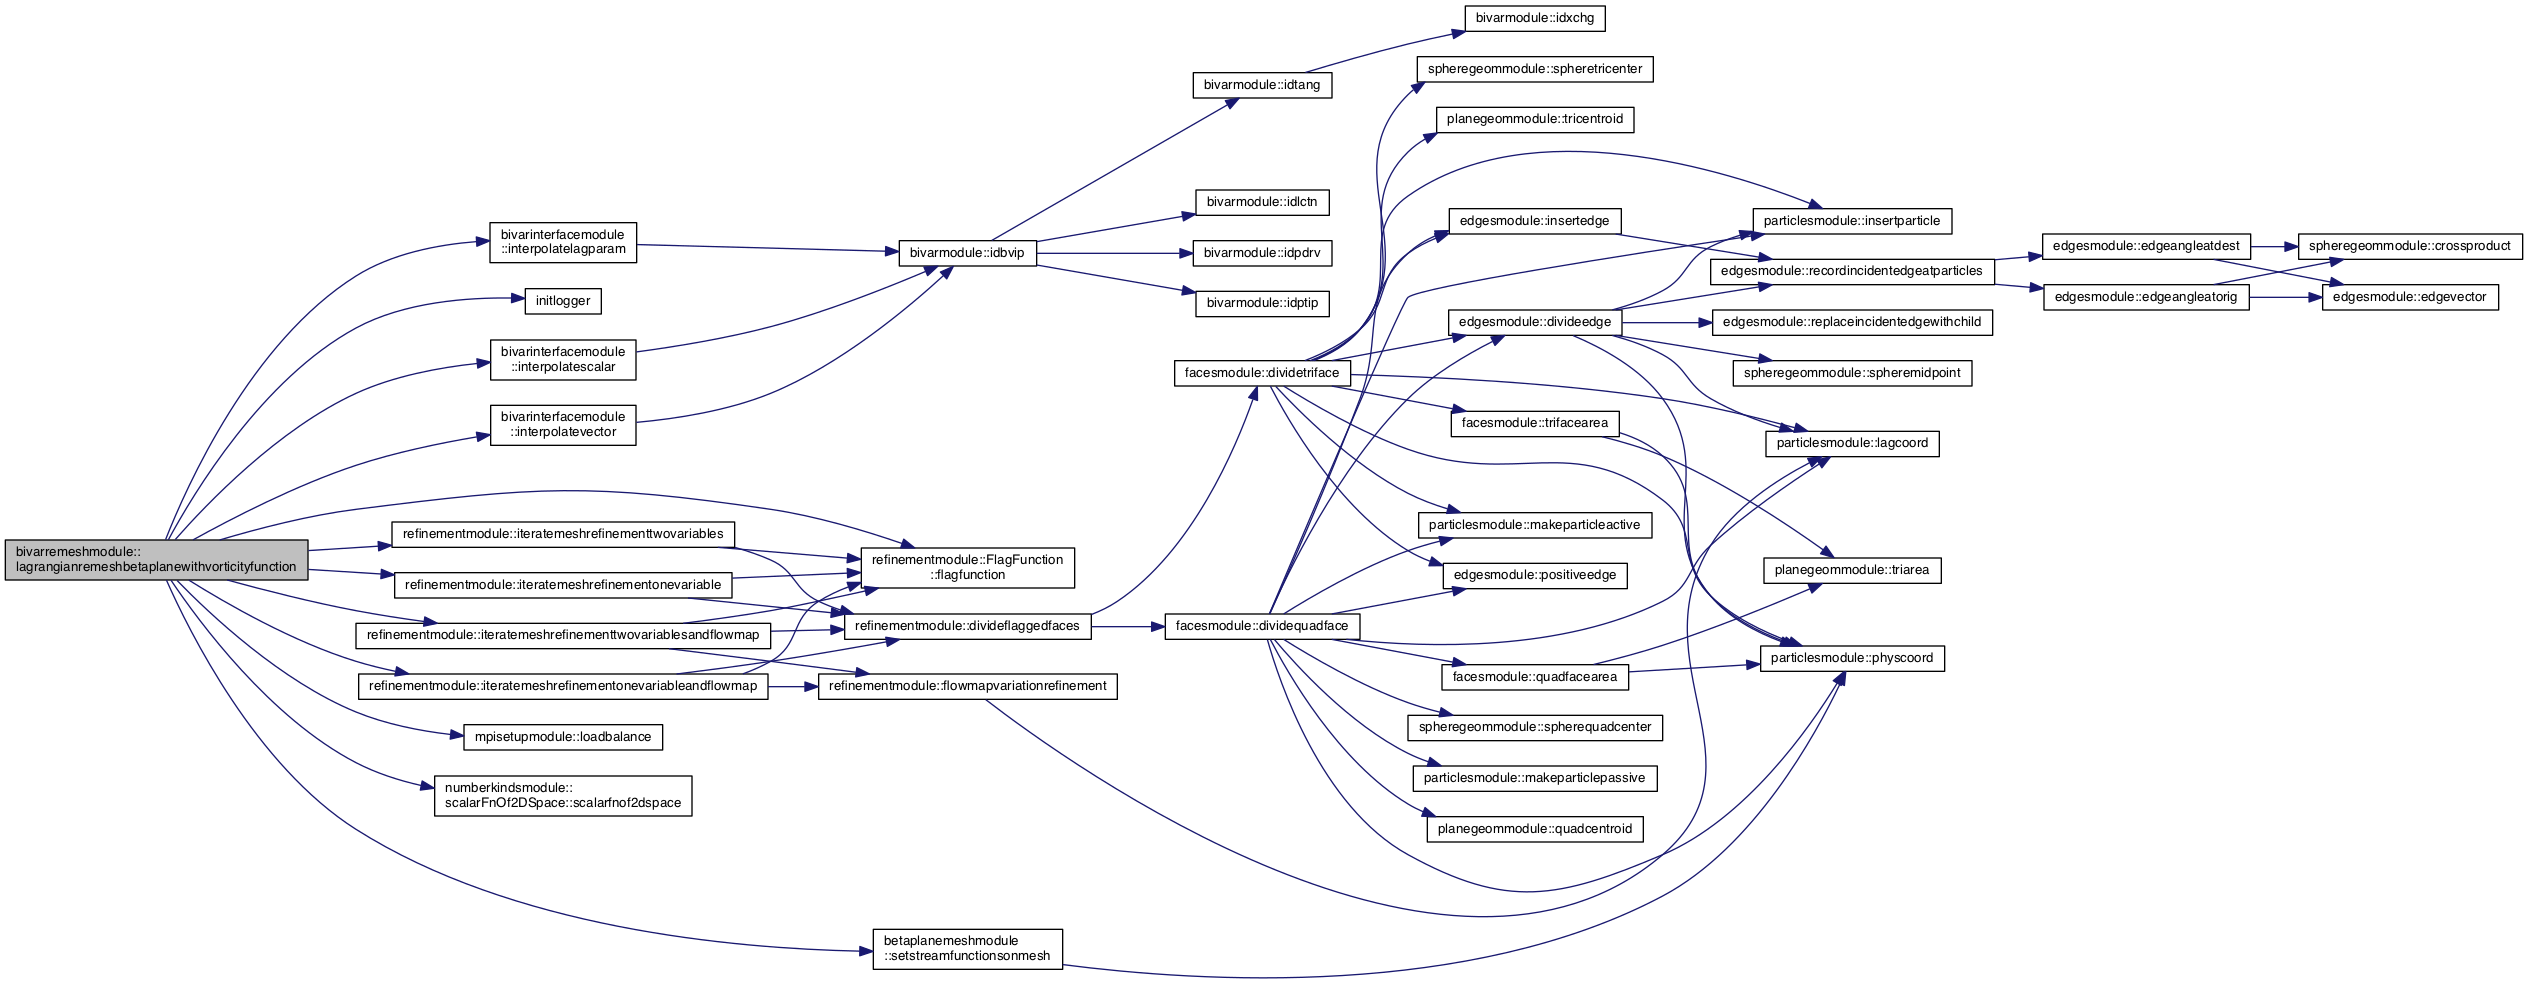 bivarremeshmodule::
lagrangianremeshbetaplanewithvorticityfunction
bivarinterfacemodule
::interpolatelagparam
initlogger
bivarinterfacemodule
::interpolatescalar
bivarinterfacemodule
::interpolatevector
refinementmodule::iteratemeshrefinementtwovariables
refinementmodule::iteratemeshrefinementonevariable
refinementmodule::iteratemeshrefinementtwovariablesandflowmap
refinementmodule::iteratemeshrefinementonevariableandflowmap
mpisetupmodule::loadbalance
numberkindsmodule::
scalarFnOf2DSpace::scalarfnof2dspace
bivarmodule::idbvip
refinementmodule::FlagFunction
::flagfunction
refinementmodule::divideflaggedfaces
refinementmodule::flowmapvariationrefinement
betaplanemeshmodule
::setstreamfunctionsonmesh
bivarmodule::idtang
bivarmodule::idlctn
bivarmodule::idpdrv
bivarmodule::idptip
facesmodule::dividetriface
facesmodule::dividequadface
bivarmodule::idxchg
spheregeommodule::spheretricenter
planegeommodule::tricentroid
edgesmodule::insertedge
edgesmodule::divideedge
facesmodule::trifacearea
particlesmodule::makeparticleactive
edgesmodule::positiveedge
facesmodule::quadfacearea
spheregeommodule::spherequadcenter
particlesmodule::makeparticlepassive
planegeommodule::quadcentroid
particlesmodule::insertparticle
edgesmodule::recordincidentedgeatparticles
edgesmodule::replaceincidentedgewithchild
spheregeommodule::spheremidpoint
particlesmodule::lagcoord
planegeommodule::triarea
particlesmodule::physcoord
edgesmodule::edgeangleatdest
edgesmodule::edgeangleatorig
spheregeommodule::crossproduct
edgesmodule::edgevector